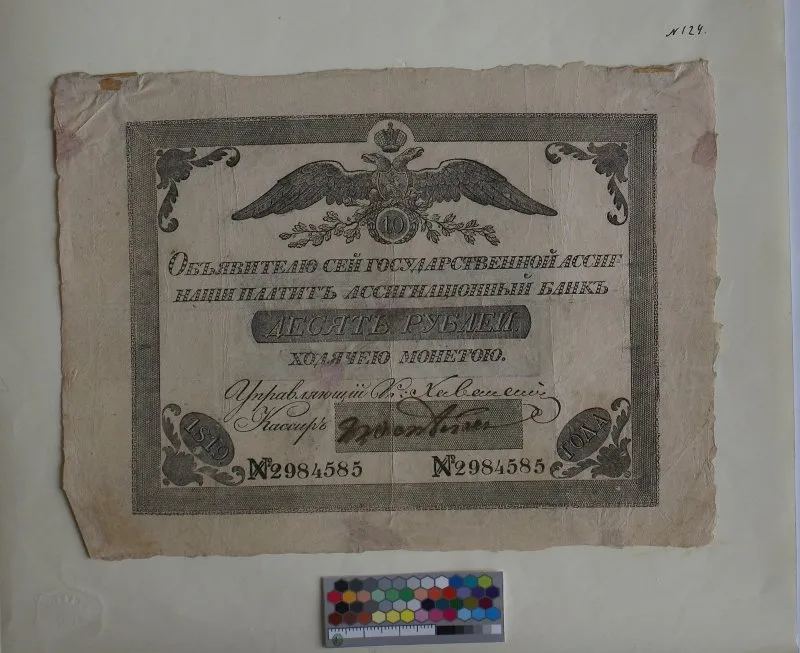 N 124.
10
ОБЪЯВИТЕЛЮ СЕЙ ГОСУДАРСТВЕННОЙ АССИГ-
НАЦІИ ПЛАТИТЪ АССИГНАЦІОННЫЙ БАНКЪ
ДЕСЯТЬ РУБЛЕЙ,
ХОДЯЧЕЮ МОНЕТОЮ.
Управляющій
Кассиръ
1819 ГОДА
№2984585 №2984585